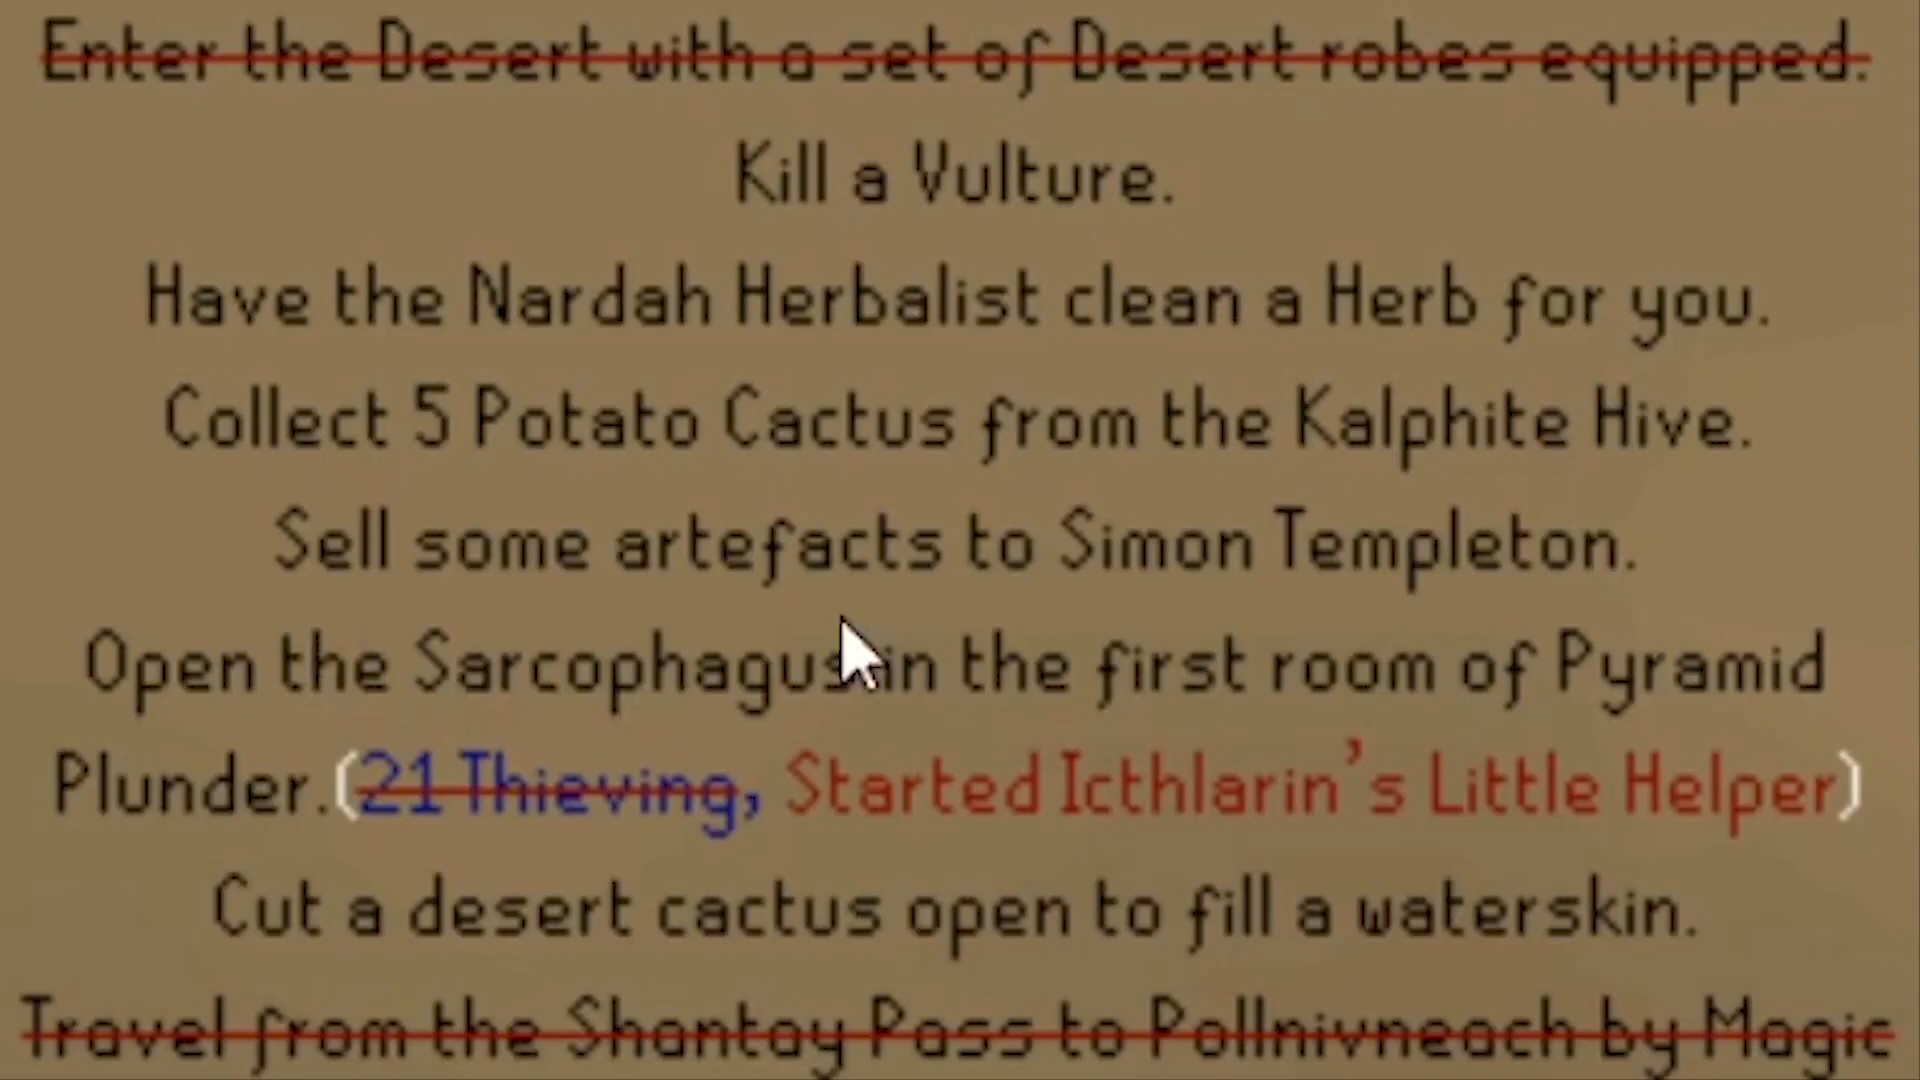 Enter the Desert with a set of Desert robes equipped.
Kill a Vulture.
Have the Nardah Herbalist clean a Herb for you.
Collect 5 Potato Cactus from the Kalphite Hive.
Sell some artefacts to Simon Templeton.
Open the Sarcophagus in the first room of Pyramid
Plunder.(21 Thieving, Started Icthlarin's Little Helper)
Cut a desert cactus open to fill a waterskin.
Travel from the Shantay Pass to Pollnivneach by Magic